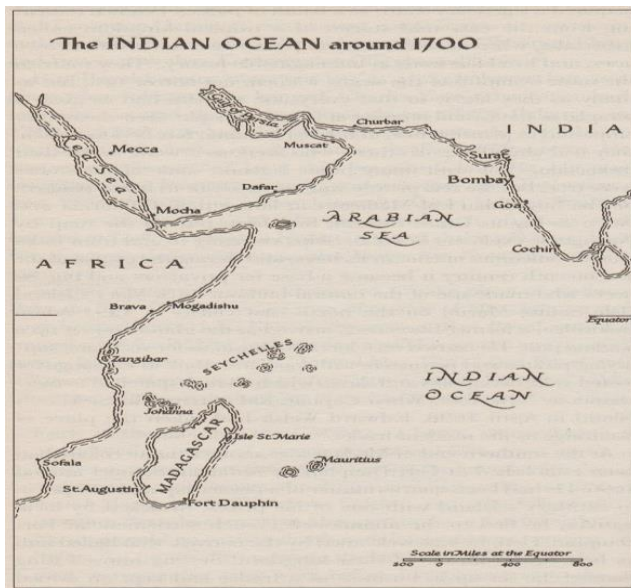 The INDIAN OCEAN around 1700
Gulf of Persia
Churbar
INDIA
Red Sea
Mecca
Muscat
Surat
Bombay
Dafar
Goa
Mocha
ARABIAN
SEA
Cochin
AFRICA
Brava
Mogadishu
Equator
Zanzibar
SEYCHELLES
INDIAN
OCEAN
Johanna
Isle St. Marie
MADAGASCAR
Mauritius
Sofala
St. Augustin
Fort Dauphin
Scale in Miles at the Equator
200 0 400 800